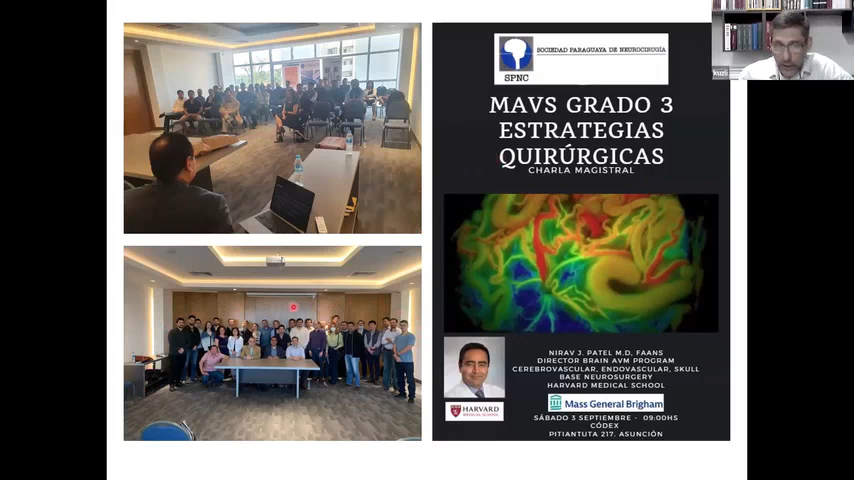 SOCIEDAD PARAGUAYA DE NEUROCIRUGÍA
SPNC
MAVS GRADO 3
ESTRATEGIAS
QUIRÚRGICAS
CHARLA MAGISTRAL
NIRAV J. PATEL M.D, FAANS
DIRECTOR BRAIN AVM PROGRAM
CEREBROVASCULAR, ENDOVASCULAR, SKULL
BASE NEUROSURGERY
HARVARD MEDICAL SCHOOL
HARVARD
MEDICAL SCHOOL
Mass General Brigham
SÁBADO 3 SEPTIEMBRE - 09:00HS
CÓDEX
PITIANTUTA 217, ASUNCIÓN